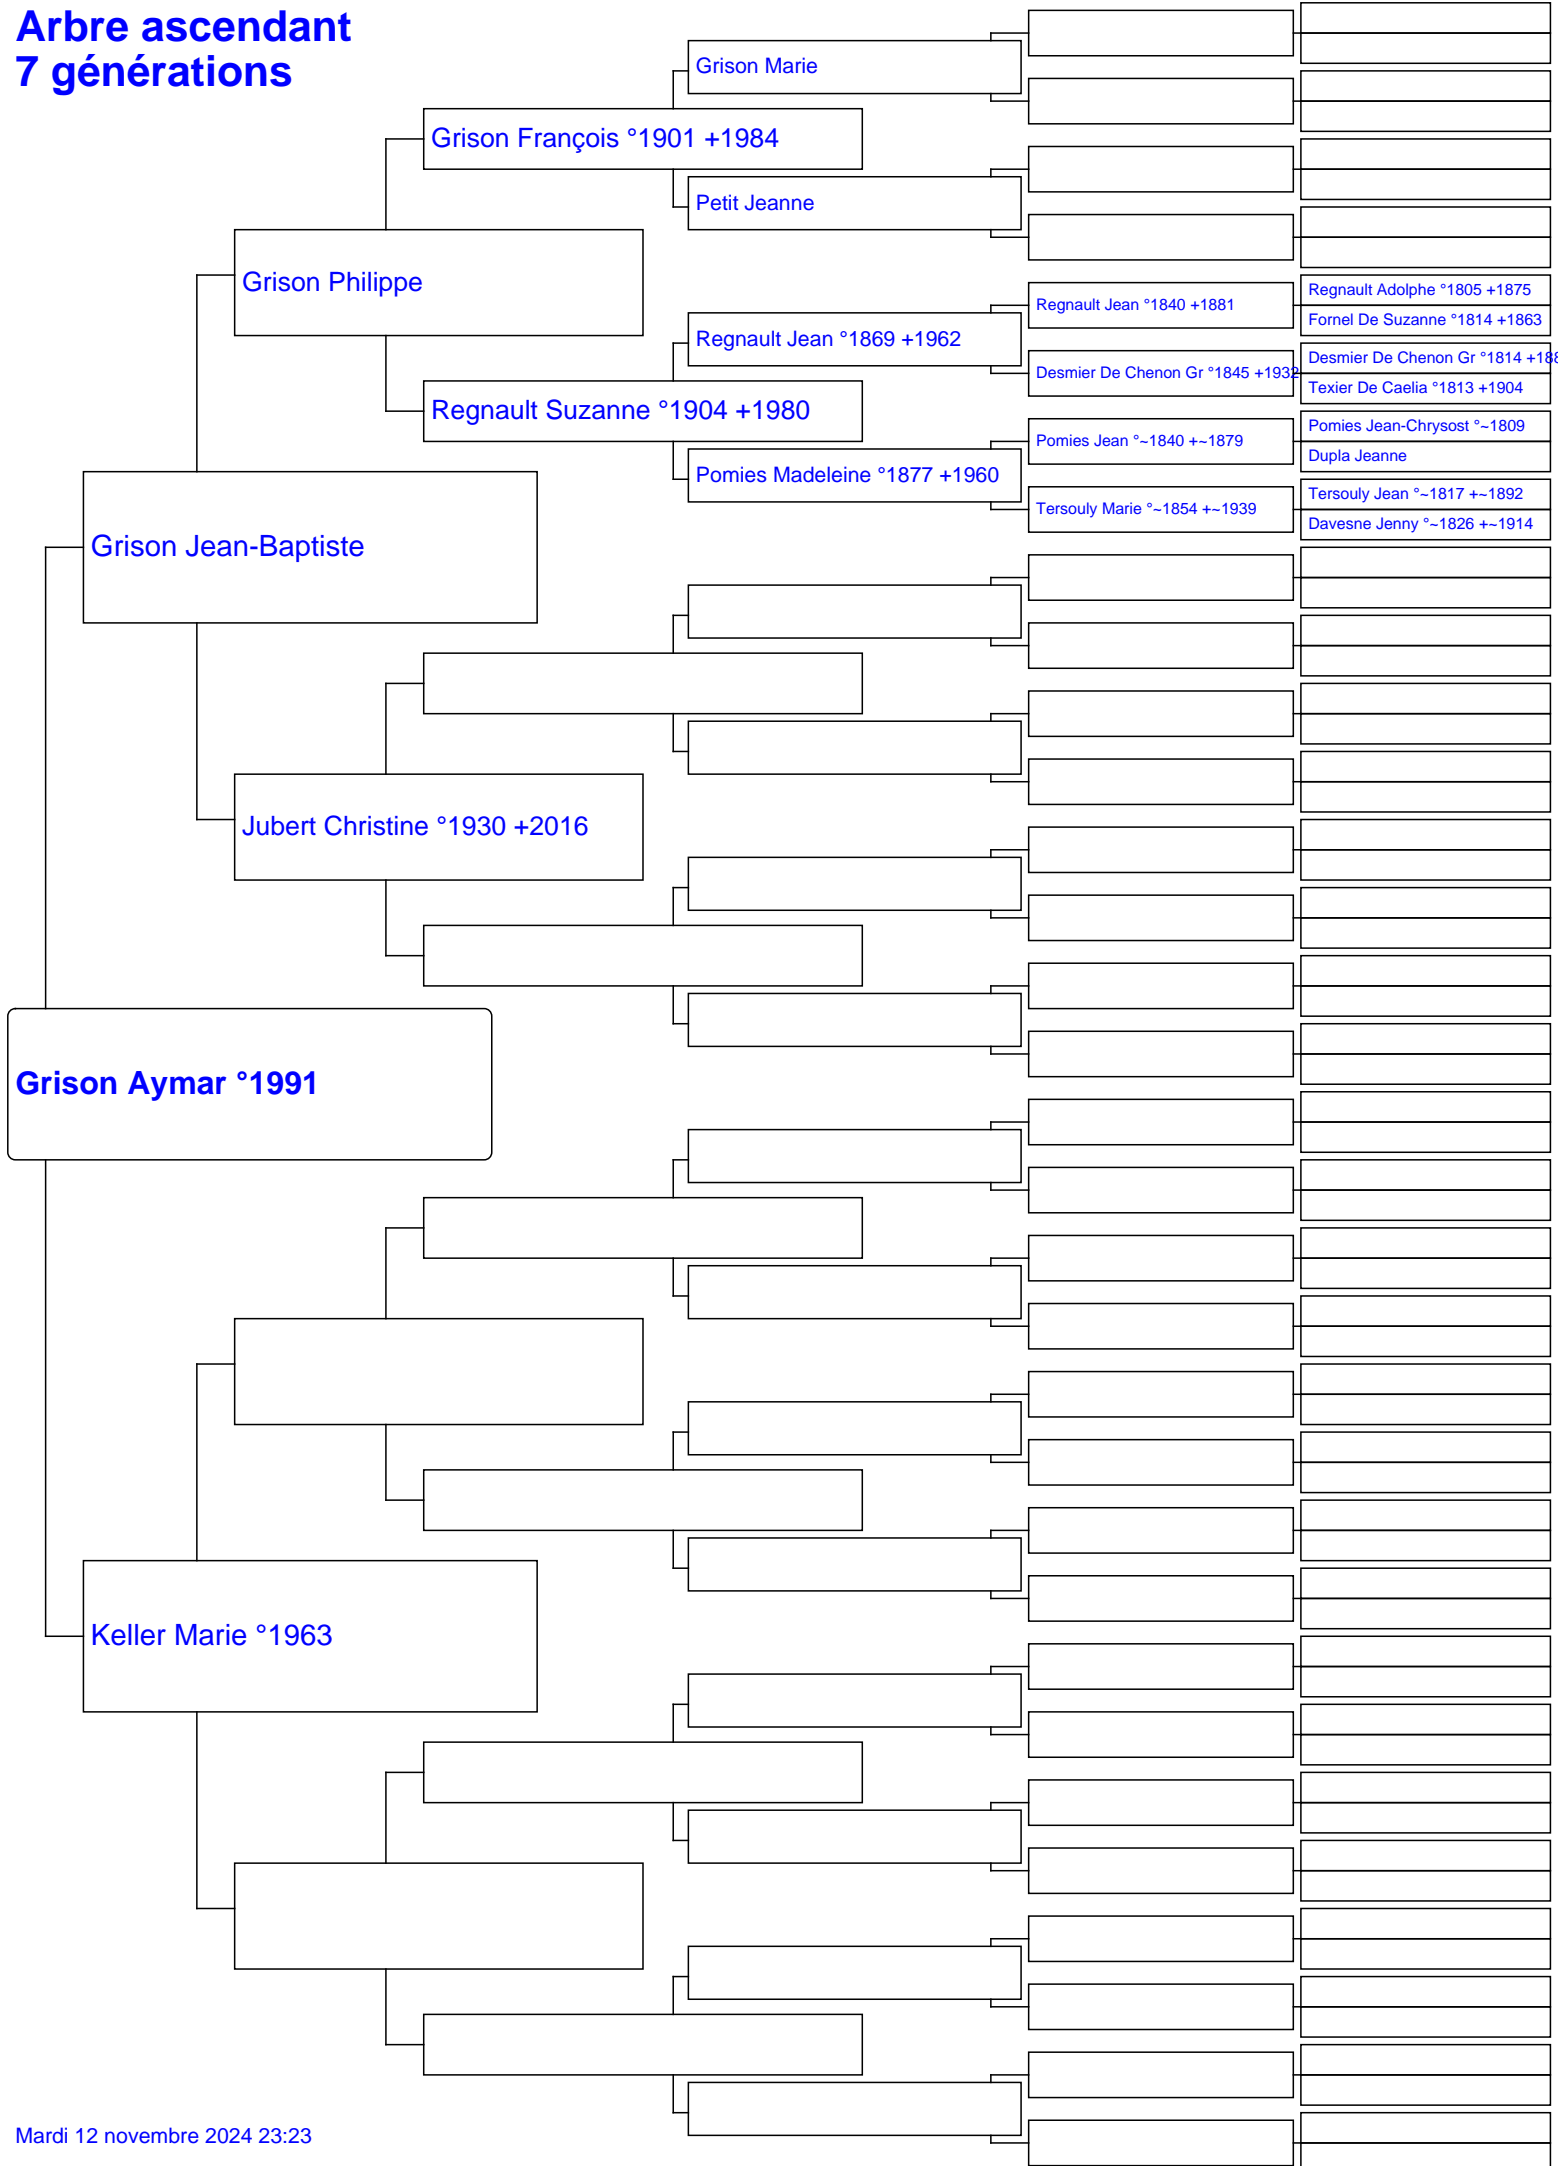 Arbre ascendant
7 générations
Grison Marie
Grison François °1901 +1984
Petit Jeanne
Grison Philippe
Regnault Adolphe °1805 +1875
Regnault Jean °1840 +1881
Fornel De Suzanne °1814 +1863
Regnault Jean °1869 +1962
Desmier De Chenon Gr °1814 +188
Desmier De Chenon Gr °1845 +1932
Texier De Caelia °1813 +1904
Regnault Suzanne °1904 +1980
Pomies Jean-Chrysost °~1809
Pomies Jean °~1840 +~1879
Dupla Jeanne
Pomies Madeleine °1877 +1960
Tersouly Jean °~1817 +~1892
Tersouly Marie °~1854 +~1939
Davesne Jenny °~1826 +~1914
Grison Jean-Baptiste
Jubert Christine °1930 +2016
Grison Aymar °1991
Keller Marie °1963
Mardi 12 novembre 2024 23:23